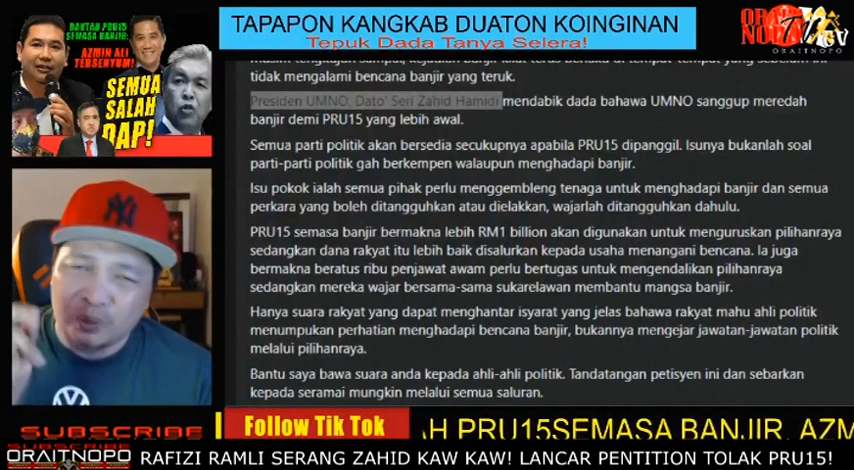 BANTAH PRU15
SEMASA BANJIR.
AZMIN ALI
TERSENYUM!
SEMUA
SALAH
DAP!
TAPAPON KANGKAB DUATON KOINGINAN
Tepuk Dada Tanya Selera!
ORAITNOPO
tidak mengalami bencana banjir yang teruk.
Presiden UMNO, Dato' Seri Zahid Hamidi mendabik dada bahawa UMNO sanggup meredah
banjir demi PRU15 yang lebih awal.
Semua parti politik akan bersedia secukupnya apabila PRU15 dipanggil. Isunya bukanlah soal
parti-parti politik gah berkempen walaupun menghadapi banjir.
Isu pokok ialah semua pihak perlu menggembleng tenaga untuk menghadapi banjir dan semua
perkara yang boleh ditangguhkan atau dielakkan, wajarlah ditangguhkan dahulu.
PRU15 semasa banjir bermakna lebih RM1 billion akan digunakan untuk menguruskan pilihanraya
sedangkan dana rakyat itu lebih baik disalurkan kepada usaha menangani bencana. Ia juga
bermakna beratus ribu penjawat awam perlu bertugas untuk mengendalikan pilihanraya
sedangkan mereka wajar bersama-sama sukarelawan membantu mangsa banjir.
Hanya suara rakyat yang dapat menghantar isyarat yang jelas bahawa rakyat mahu ahli politik
menumpukan perhatian menghadapi bencana banjir, bukannya mengejar jawatan-jawatan politik
melalui pilihanraya.
Bantu saya bawa suara anda kepada ahli-ahli politik. Tandatangan petisyen ini dan sebarkan
kepada seramai mungkin melalui semua saluran.
SUBSCRIBE
Follow Tik Tok
AH PRU15SEMASA BANJIR, AZM
SUBSCRIBE
ORAITNOPO
RAFIZI RAMLI SERANG ZAHID KAW KAW! LANCAR PENTITION TOLAK PRU15!